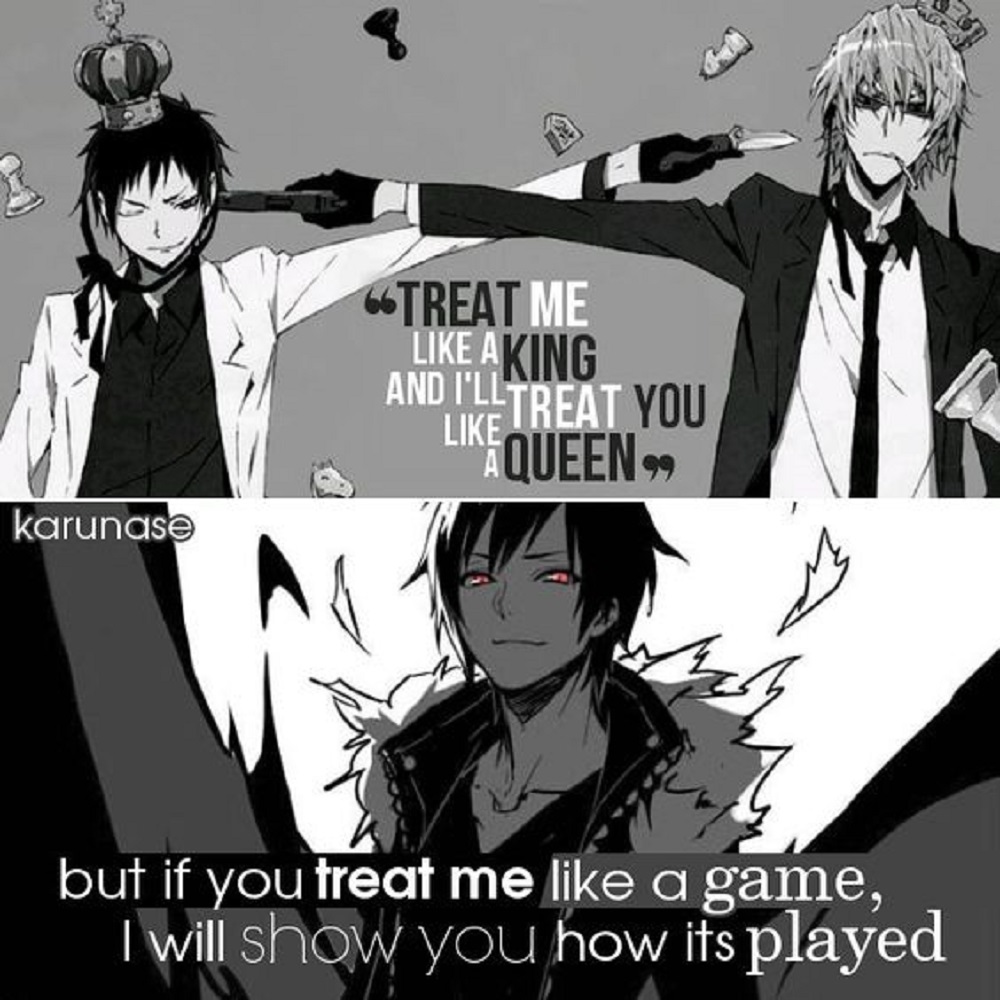 “TREAT ME
LIKE A KING
AND I'LL TREAT YOU
LIKE A QUEEN”
karunase
but if you treat me like a game,
I will show you how its played